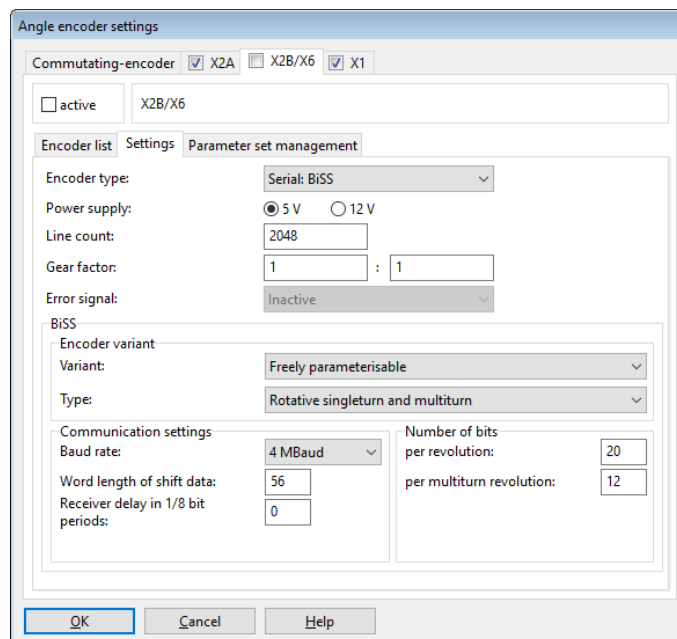 Angle encoder settings
Commutating-encoder X2A X2B/X6 X1
active X2B/X6
Encoder list Settings Parameter set management
Encoder type: Serial: BiSS
Power supply: 5 V 12 V
Line count: 2048
Gear factor: 1 : 1
Error signal: Inactive
BiSS
Encoder variant
Variant: Freely parameterisable
Type: Rotative singleturn and multiturn
Communication settings
Baud rate: 4 MBaud
Word length of shift data: 56
Receiver delay in 1/8 bit
periods: 0
Number of bits
per revolution: 20
per multiturn revolution: 12
OK Cancel Help